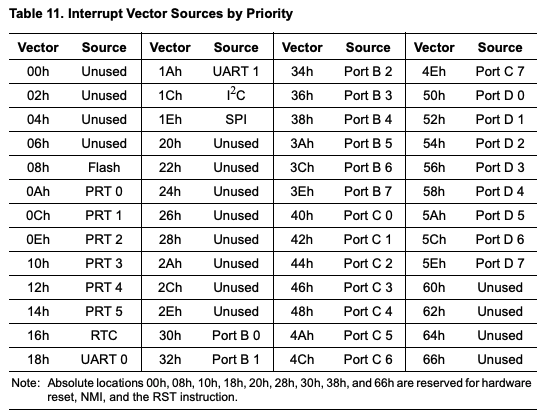 Table 11. Interrupt Vector Sources by Priority
Vector Source Vector Source Vector Source Vector Source
00h Unused 1Ah UART 1 34h Port B 2 4Eh Port C 7
02h Unused 1Ch I²C 36h Port B 3 50h Port D 0
04h Unused 1Eh SPI 38h Port B 4 52h Port D 1
06h Unused 20h Unused 3Ah Port B 5 54h Port D 2
08h Flash 22h Unused 3Ch Port B 6 56h Port D 3
0Ah PRT 0 24h Unused 3Eh Port B 7 58h Port D 4
0Ch PRT 1 26h Unused 40h Port C 0 5Ah Port D 5
0Eh PRT 2 28h Unused 42h Port C 1 5Ch Port D 6
10h PRT 3 2Ah Unused 44h Port C 2 5Eh Port D 7
12h PRT 4 2Ch Unused 46h Port C 3 60h Unused
14h PRT 5 2Eh Unused 48h Port C 4 62h Unused
16h RTC 30h Port B 0 4Ah Port C 5 64h Unused
18h UART 0 32h Port B 1 4Ch Port C 6 66h Unused
Note: Absolute locations 00h, 08h, 10h, 18h, 20h, 28h, 30h, 38h, and 66h are reserved for hardware
reset, NMI, and the RST instruction.